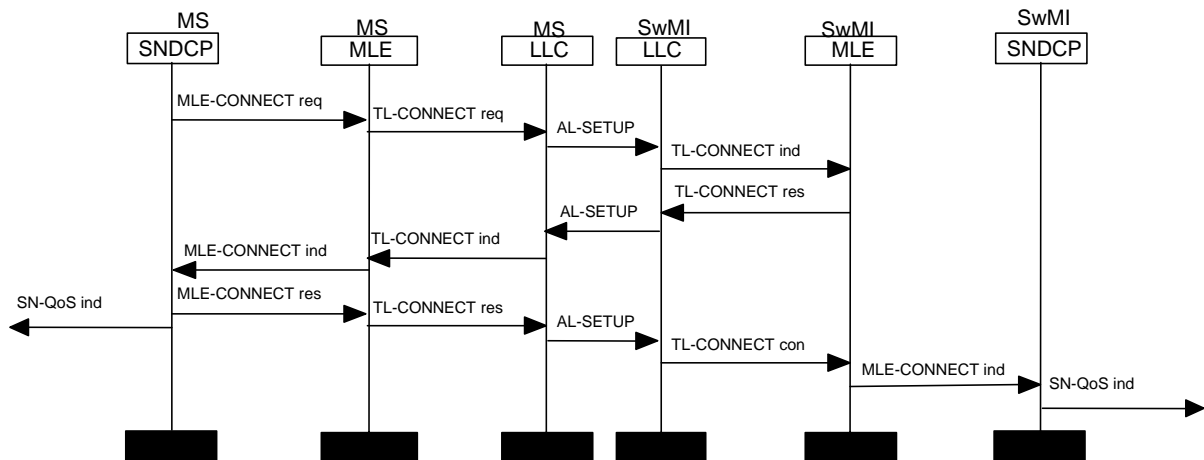 MS
SNDCP
MS
MLE
MS
LLC
SwMI
LLC
SwMI
MLE
SwMI
SNDCP
MLE-CONNECT req
TL-CONNECT req
AL-SETUP
TL-CONNECT ind
TL-CONNECT res
AL-SETUP
TL-CONNECT ind
MLE-CONNECT ind
MLE-CONNECT res
SN-QoS ind
TL-CONNECT res
AL-SETUP
TL-CONNECT con
MLE-CONNECT ind
SN-QoS ind